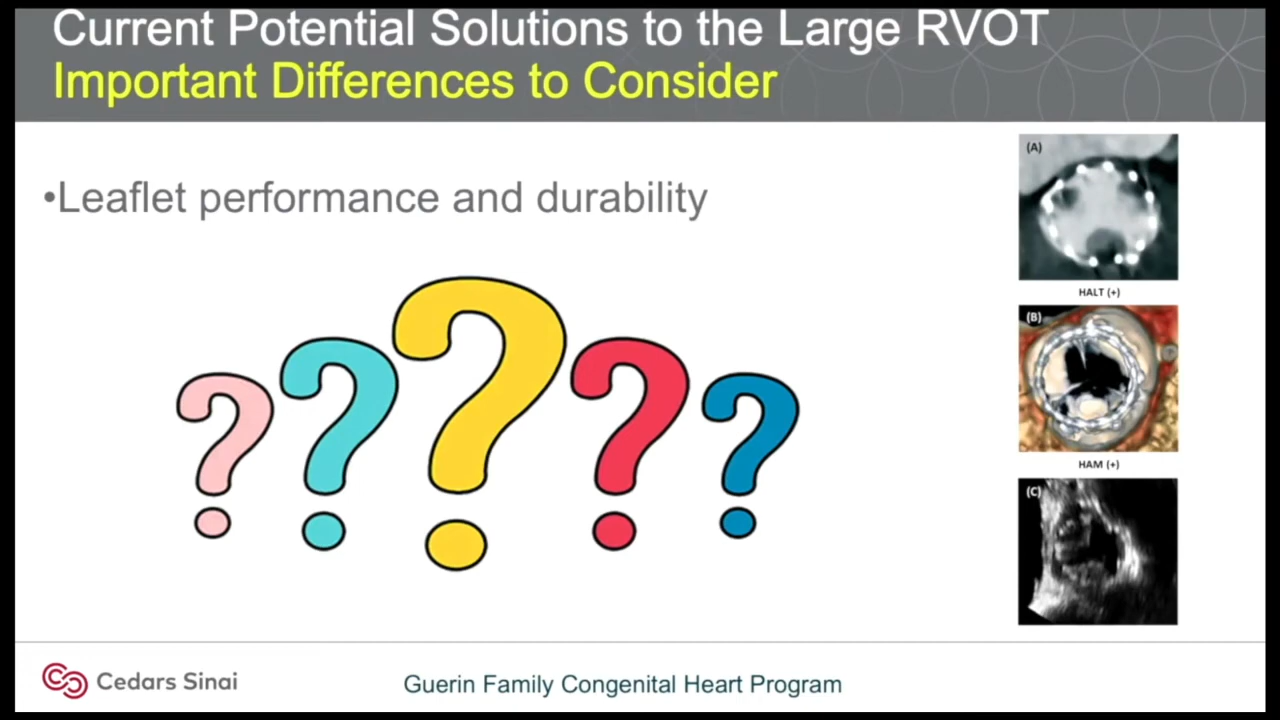 Current Potential Solutions to the Large RVOT
Important Differences to Consider
•Leaflet performance and durability
(A)
HALT (+)
(B)
HAM (+)
(C)
Cedars Sinai
Guerin Family Congenital Heart Program